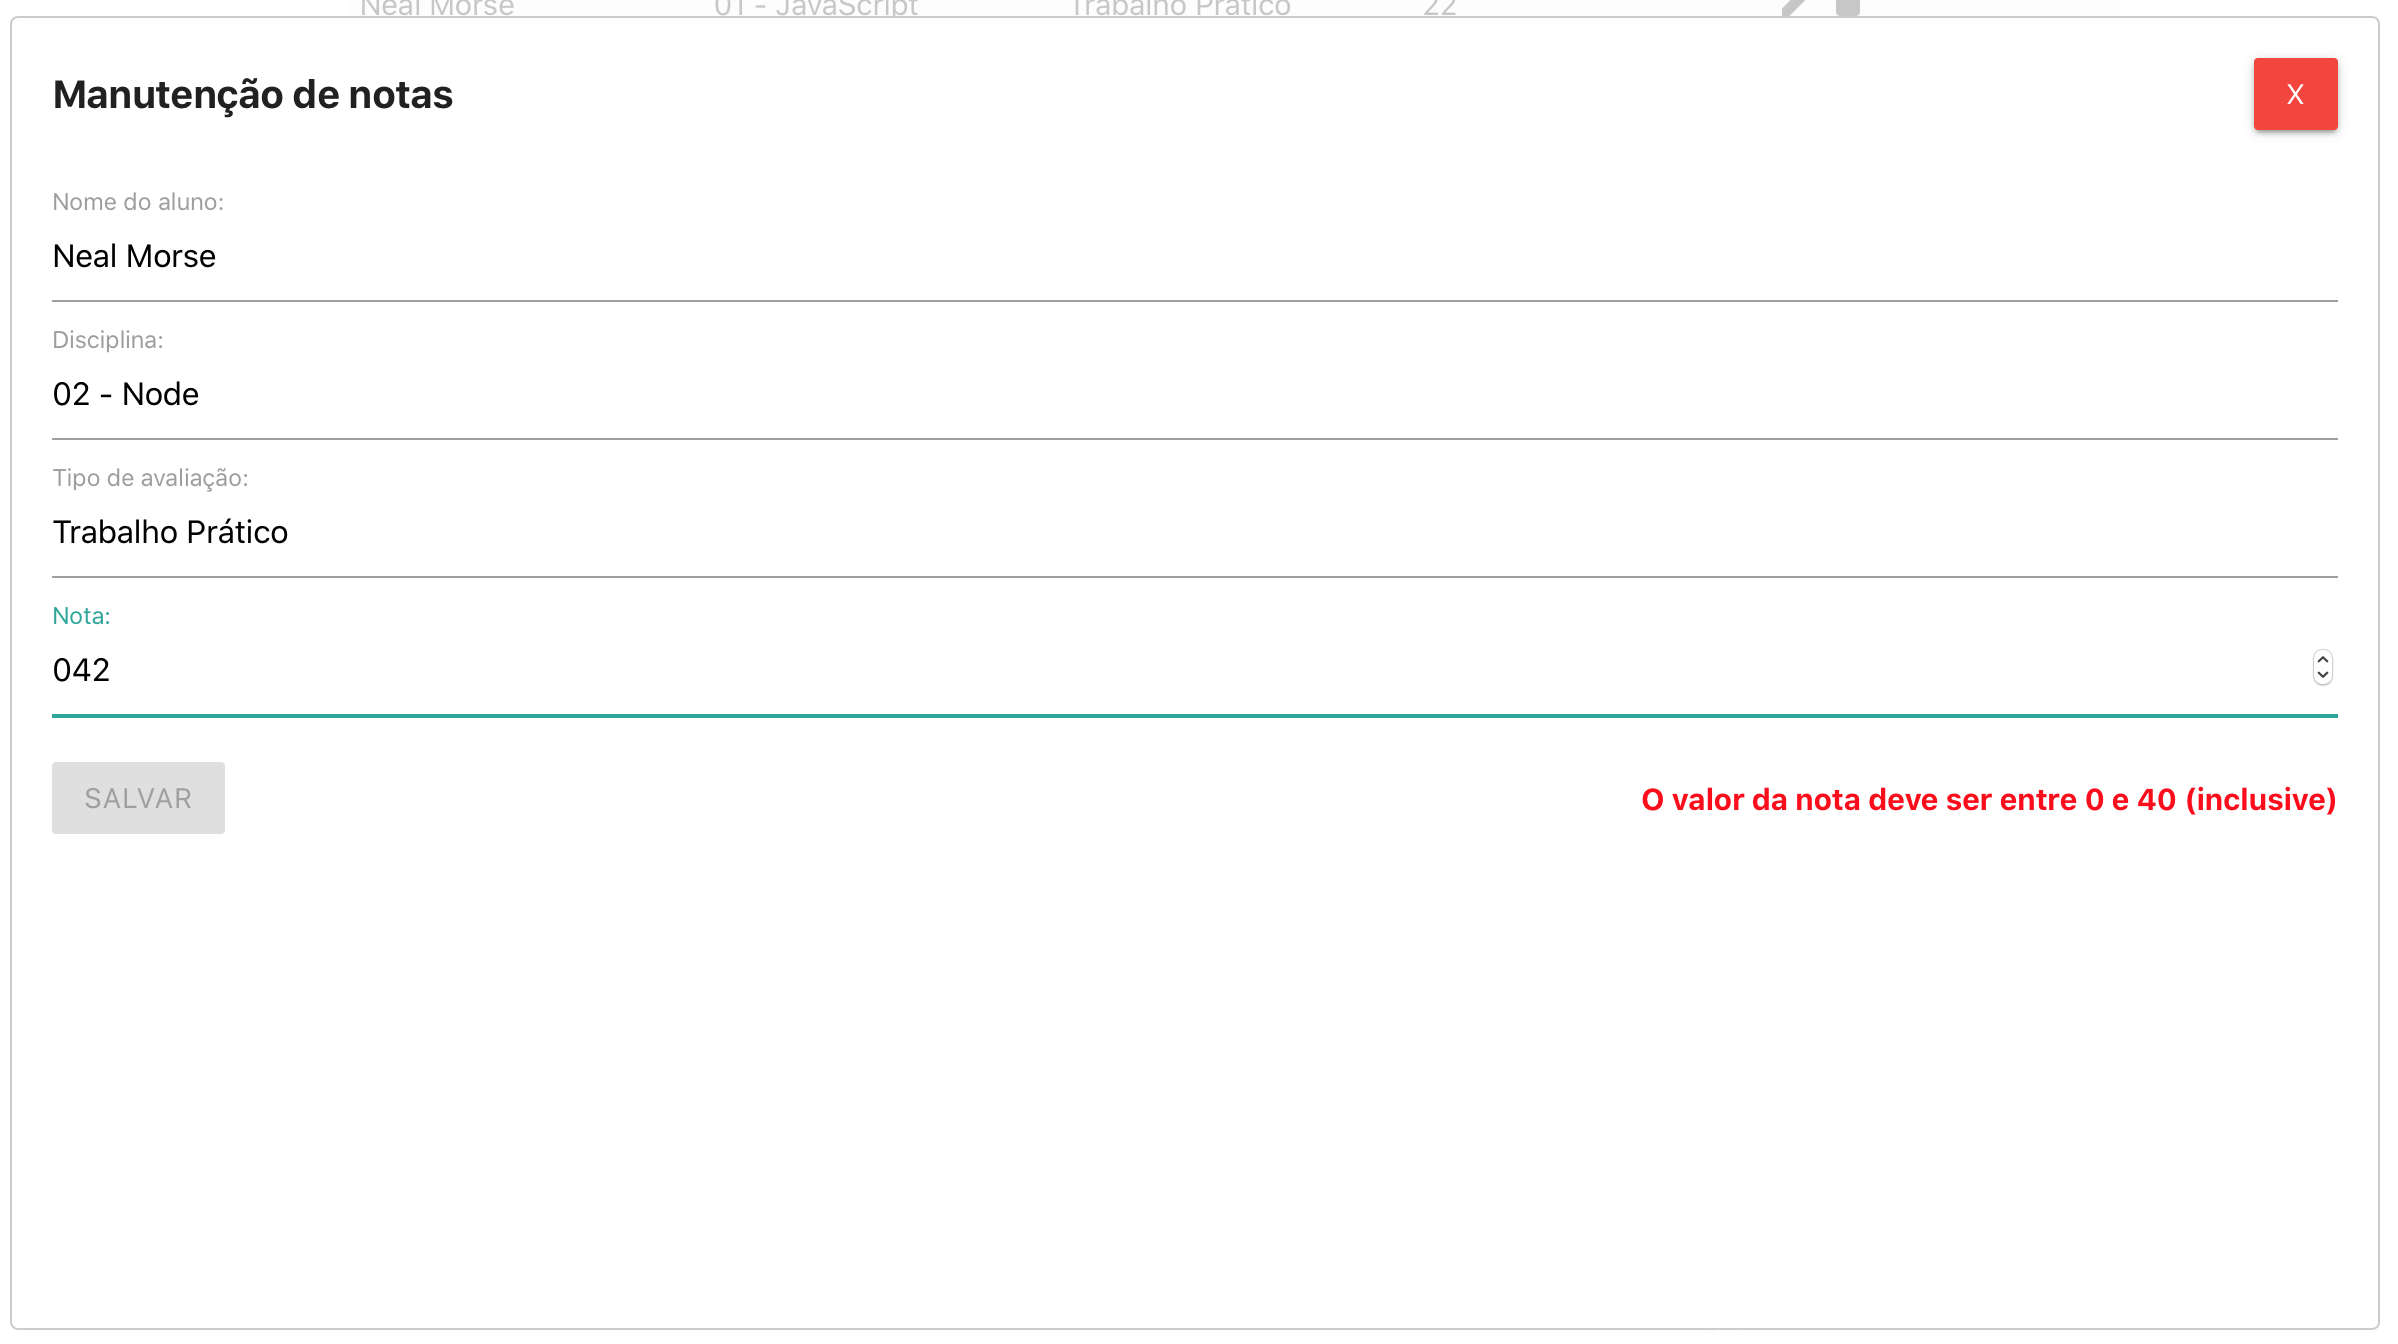 Neal Morse 01 - JavaScript Trabalho Prático 22
Manutenção de notas
X
Nome do aluno:
Neal Morse
Disciplina:
02 - Node
Tipo de avaliação:
Trabalho Prático
Nota:
042
SALVAR
O valor da nota deve ser entre 0 e 40 (inclusive)